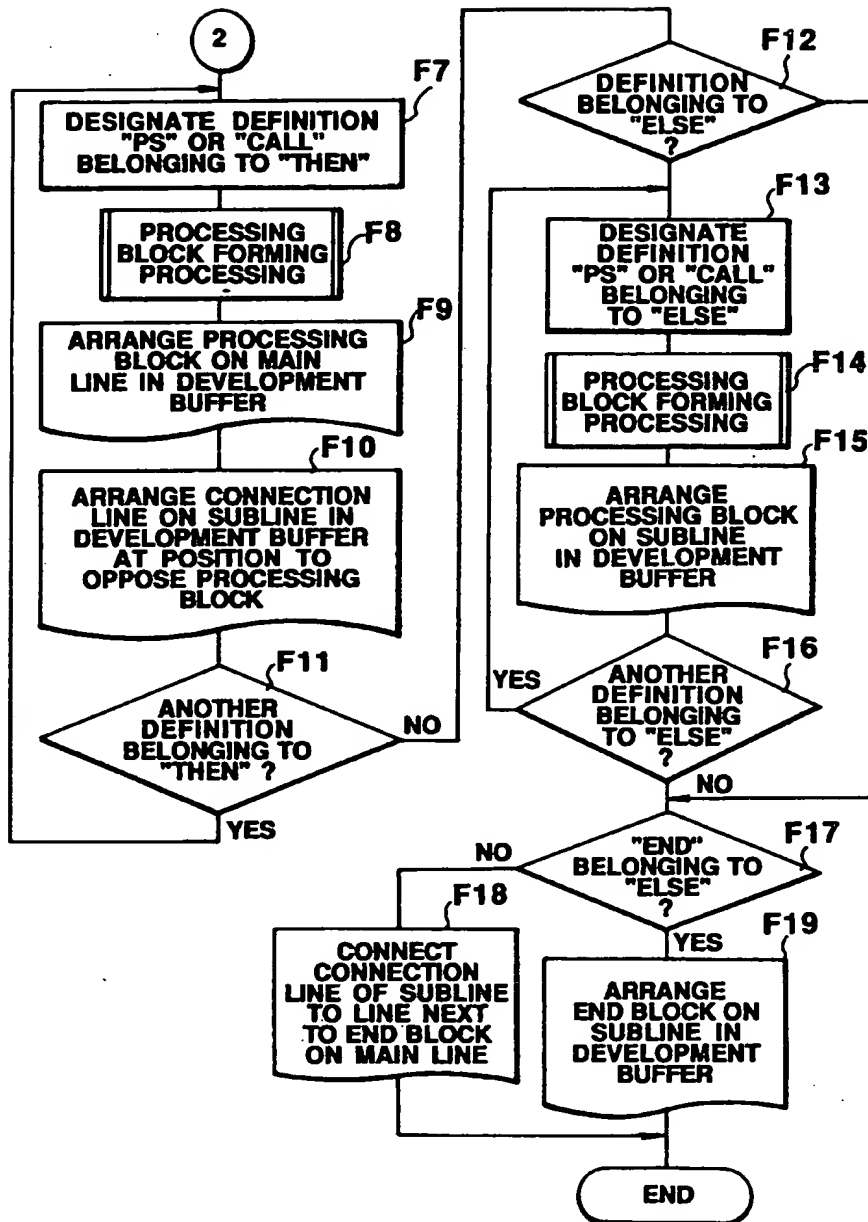 2
F7
DESIGNATE DEFINITION
"PS" OR "CALL"
BELONGING TO "THEN"
F8
PROCESSING
BLOCK FORMING
PROCESSING
F9
ARRANGE PROCESSING
BLOCK ON MAIN
LINE IN DEVELOPMENT
BUFFER
F10
ARRANGE CONNECTION
LINE ON SUBLINE IN
DEVELOPMENT BUFFER
AT POSITION TO
OPPOSE PROCESSING
BLOCK
F11
ANOTHER
DEFINITION
BELONGING TO
"THEN" ?
NO
YES
F12
DEFINITION
BELONGING TO
"ELSE"
?
F13
DESIGNATE
DEFINITION
"PS" OR "CALL"
BELONGING
TO "ELSE"
F14
PROCESSING
BLOCK FORMING
PROCESSING
F15
ARRANGE
PROCESSING BLOCK
ON SUBLINE
IN DEVELOPMENT
BUFFER
F16
YES
ANOTHER
DEFINITION
BELONGING
TO "ELSE"
?
NO
F17
NO
"END"
BELONGING TO
"ELSE"
?
YES
F18
CONNECT
CONNECTION
LINE OF SUBLINE
TO LINE NEXT
TO END BLOCK
ON MAIN LINE
F19
ARRANGE
END BLOCK ON
SUBLINE IN
DEVELOPMENT
BUFFER
END